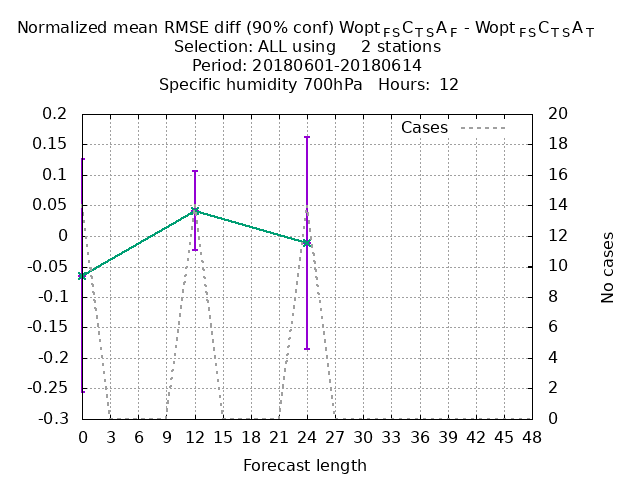 Normalized mean RMSE diff (90% conf) Wopt FS C TS A F - Wopt FS C TS A T
Selection: ALL using 2 stations
Period: 20180601-20180614
Specific humidity 700hPa Hours: 12
Cases
0.2
0.15
0.1
0.05
0
-0.05
-0.1
-0.15
-0.2
-0.25
-0.3
20
18
16
14
12
10
8
6
4
2
0
No cases
0 3 6 9 12 15 18 21 24 27 30 33 36 39 42 45 48
Forecast length